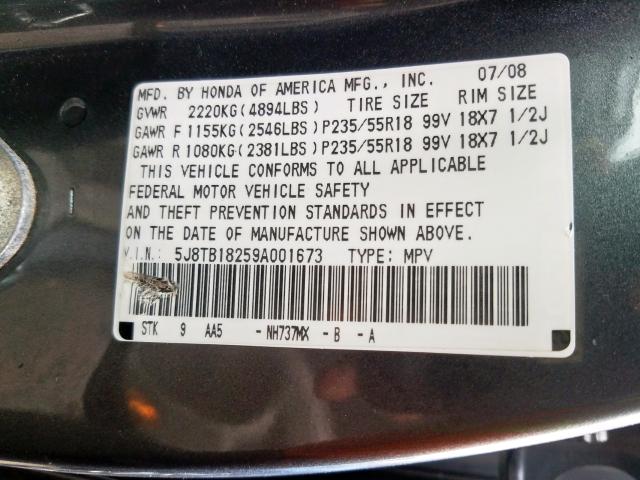 MFD. BY HONDA OF AMERICA MFG., INC. 07/08
GVWR 2220KG(4894LBS) TIRE SIZE RIM SIZE
GAWR F 1155KG(2546LBS) P235/55R18 99V 18X7 1/2J
GAWR R 1080KG(2381LBS) P235/55R18 99V 18X7 1/2J
THIS VEHICLE CONFORMS TO ALL APPLICABLE
FEDERAL MOTOR VEHICLE SAFETY
AND THEFT PREVENTION STANDARDS IN EFFECT
ON THE DATE OF MANUFACTURE SHOWN ABOVE.
V.I.N.: 5J8TB18259A001673 TYPE: MPV
STK 9 AA5 -NH737MX -B -A